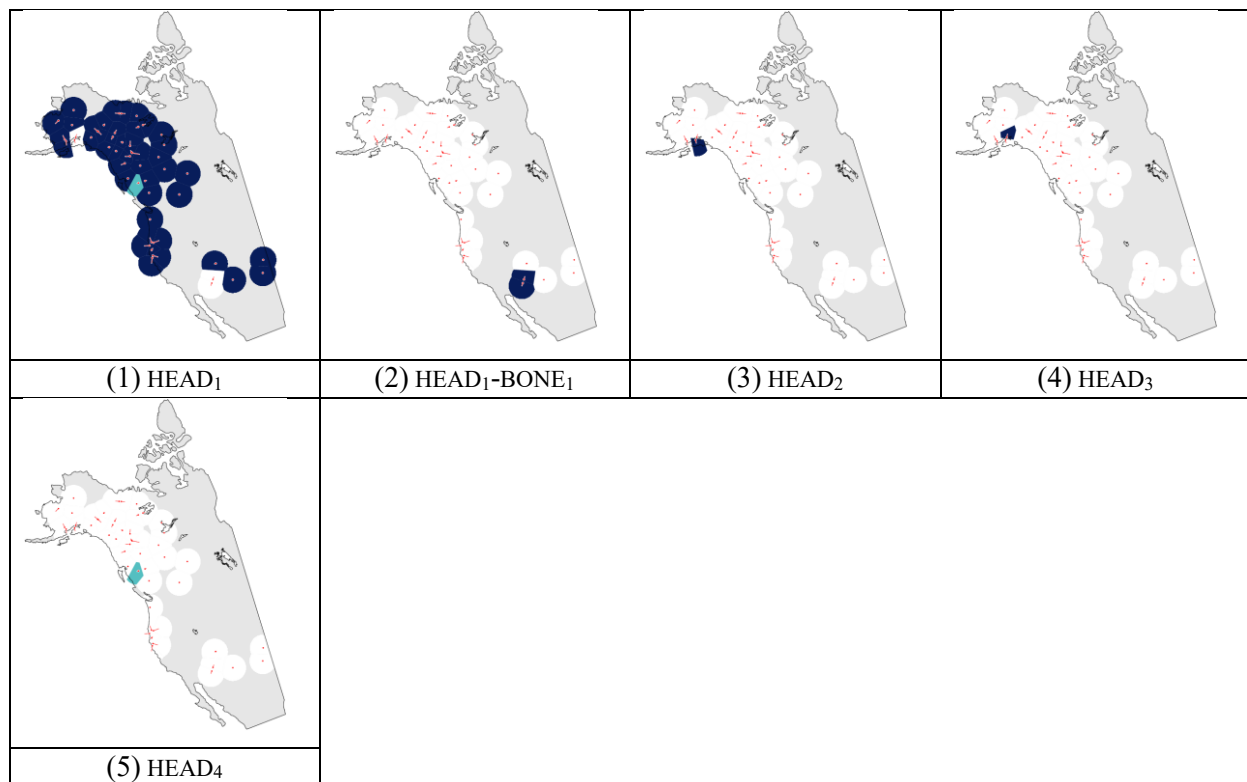 (1) HEAD₁
(2) HEAD₁-BONE₁
(3) HEAD₂
(4) HEAD₃
(5) HEAD₄